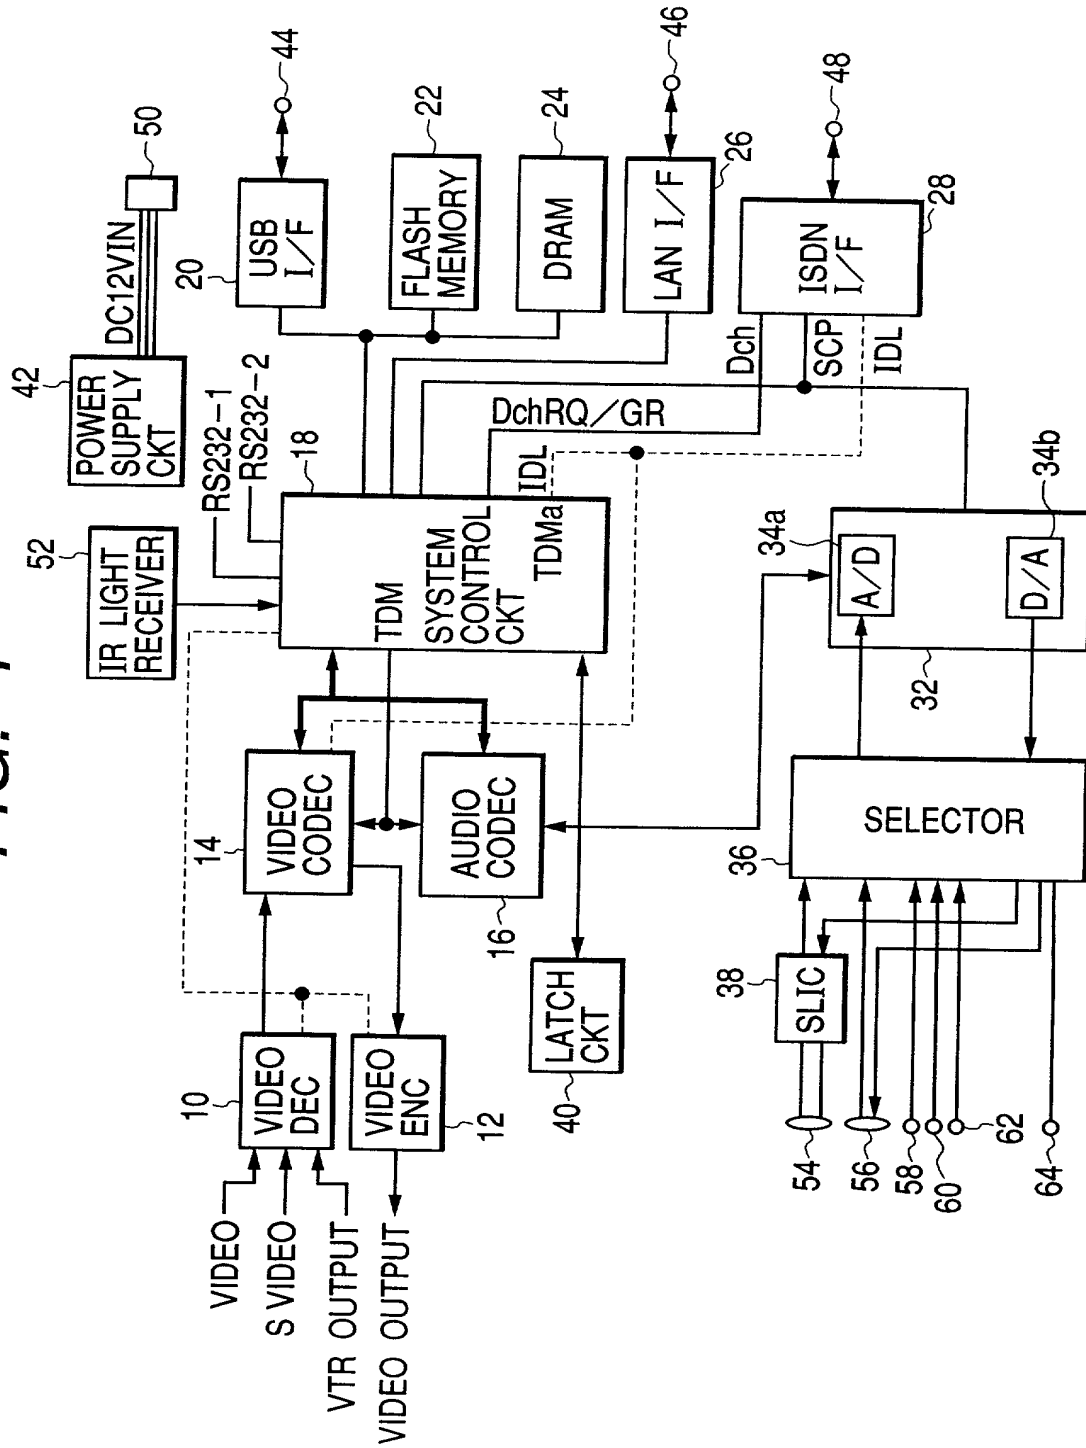 FIG. 1
VIDEO
S VIDEO
VTR OUTPUT
VIDEO OUTPUT
10
VIDEO
DEC
VIDEO
ENC
12
14
VIDEO
CODEC
AUDIO
CODEC
16
LATCH
CKT
40
52
IR LIGHT
RECEIVER
RS232-1
RS232-2
18
TDM
SYSTEM
CONTROL
CKT
TDMa
IDL
DchRQ/GR
42
POWER
SUPPLY
CKT
DC12VIN
50
20
USB
I/F
44
FLASH
MEMORY
22
DRAM
24
LAN I/F
26
46
ISDN
I/F
28
48
Dch
SCP
IDL
34a
A/D
34b
D/A
32
36
SELECTOR
38
SLIC
54
56
58
60
62
64